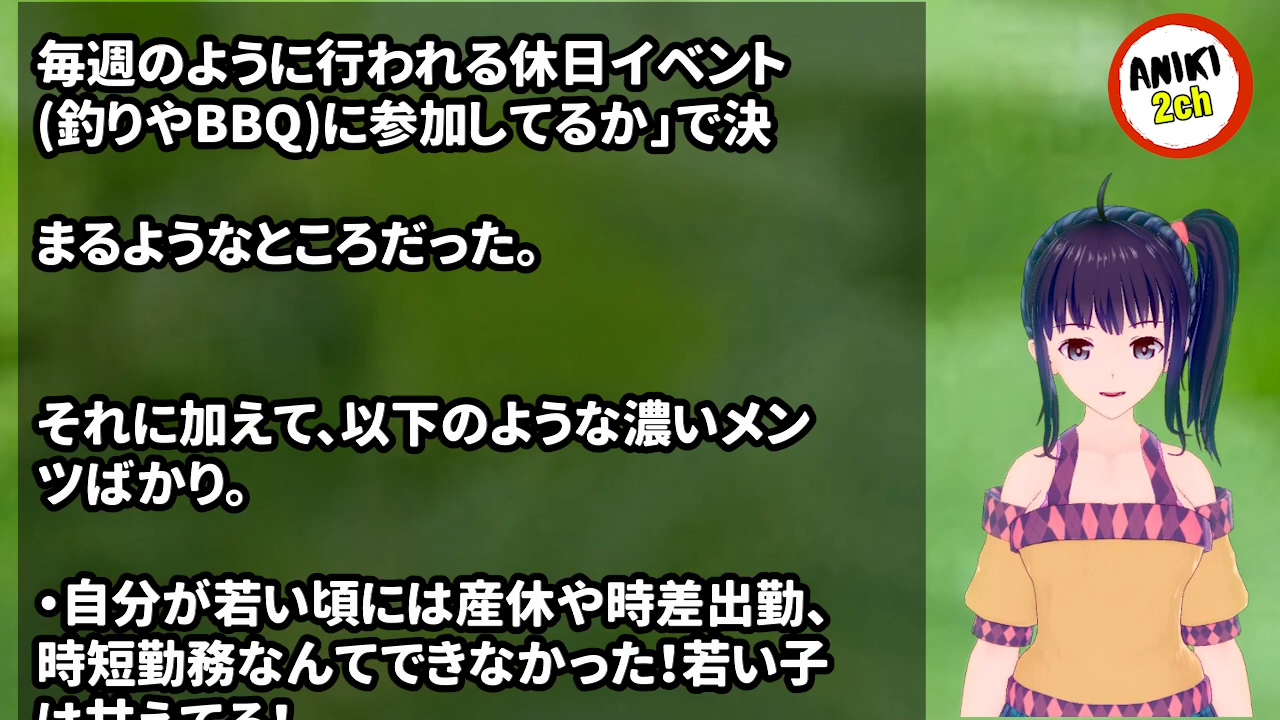 毎週のように行われる休日イベント
(釣りやBBQ)に参加してるか」で決
まるようなところだった。
それに加えて、以下のような濃いメン
ツばかり。
・自分が若い頃には産休や時差出勤、
時短勤務なんてできなかった!若い子
は甘えてる!
ANIKI
2ch